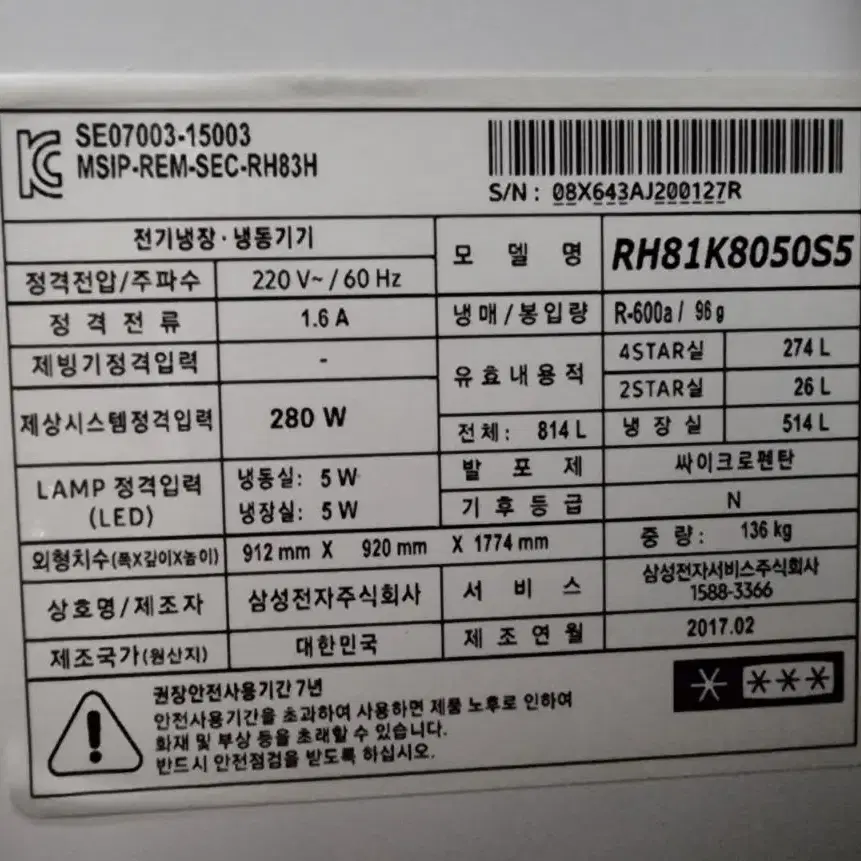 SE07003-15003
MSIP-REM-SEC-RH83H
S/N : 08X643AJ200127R
전기냉장·냉동기기
모 델 명 RH81K8050S5
정격전압/주파수 220 V~ / 60 Hz
냉매/봉입량 R-600a / 96 g
정 격 전 류 1.6 A
유효내용적 4STAR실 274 L
제빙기정격입력 -
2STAR실 26 L
제상시스템정격입력 280 W
전체: 814 L 냉 장 실 514 L
LAMP 정격입력
(LED)
냉동실: 5 W
냉장실: 5 W
발 포 제 싸이크로펜탄
기 후 등 급 N
외형치수(폭X깊이X높이) 912 mm X 920 mm X 1774 mm
중 량: 136 kg
상호명/제조자 삼성전자주식회사
서 비 스 삼성전자서비스주식회사
1588-3366
제조국가(원산지) 대한민국
제 조 연 월 2017.02
권장안전사용기간 7년
안전사용기간을 초과하여 사용하면 제품 노후로 인하여
화재 및 부상 등을 초래할 수 있습니다.
반드시 안전점검을 받도록 하십시오.